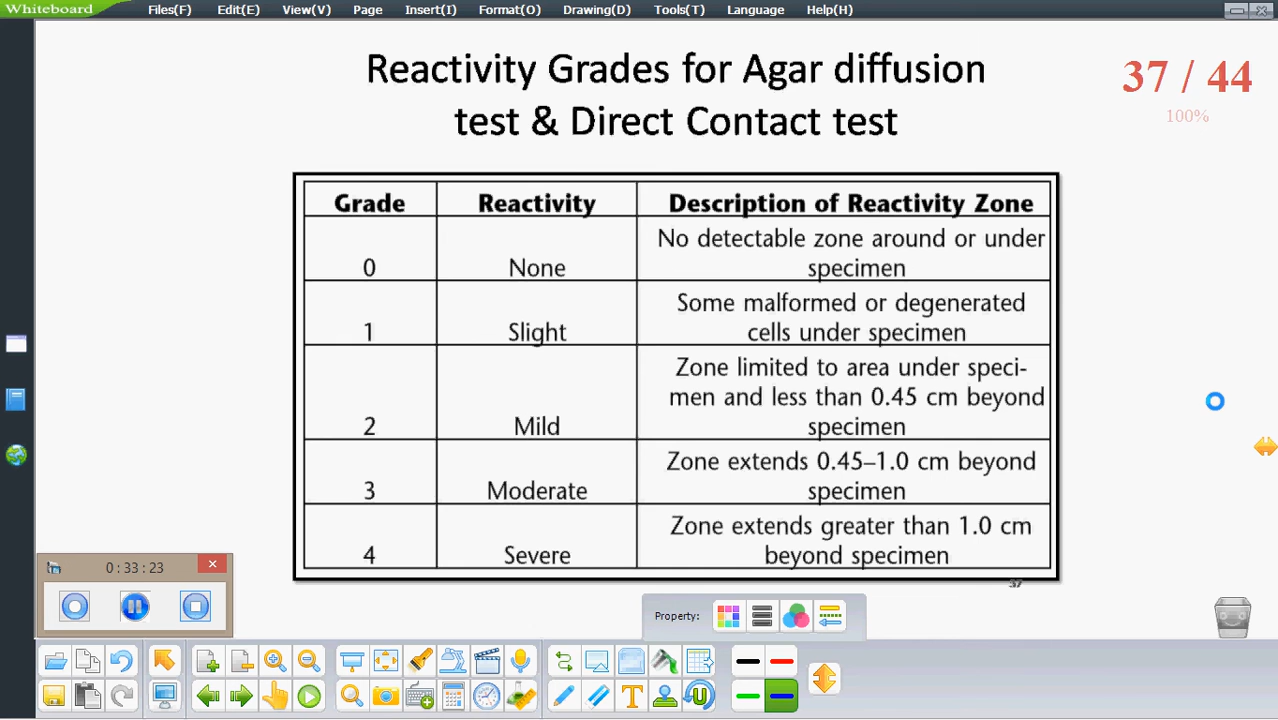 Whiteboard Files(F) Edit(E) View(V) Page Insert(I) Format(O) Drawing(D) Tools(T) Language Help(H)
Reactivity Grades for Agar diffusion
test & Direct Contact test
37 / 44
100%
Grade Reactivity Description of Reactivity Zone
No detectable zone around or under
0 None specimen
Some malformed or degenerated
1 Slight cells under specimen
Zone limited to area under speci-
men and less than 0.45 cm beyond
2 Mild specimen
Zone extends 0.45–1.0 cm beyond
3 Moderate specimen
Zone extends greater than 1.0 cm
4 Severe beyond specimen
37
0:33:23
Property: